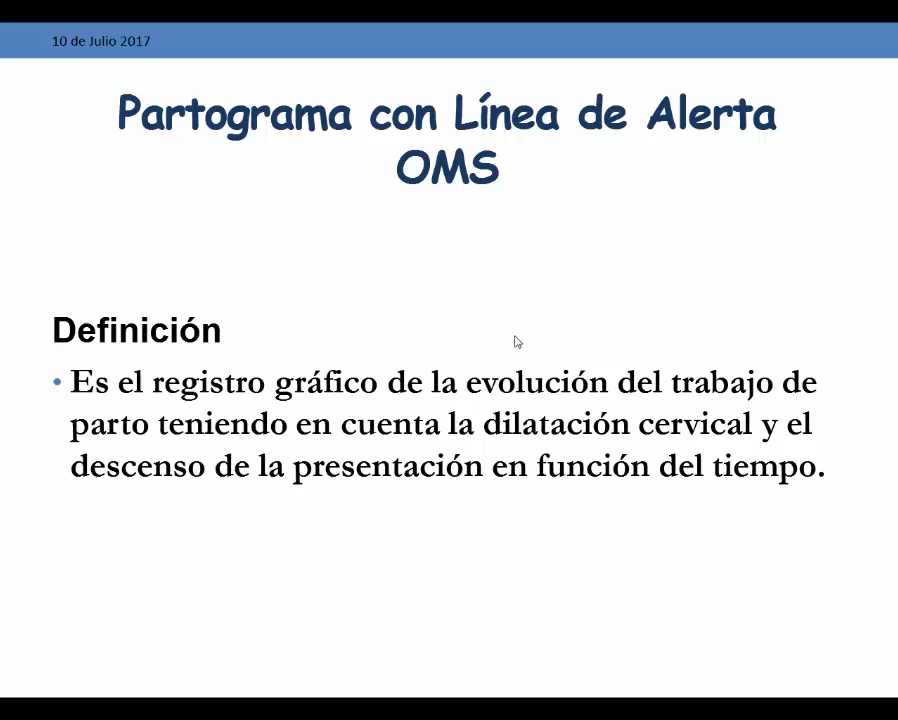 10 de Julio 2017
Partograma con Línea de Alerta
OMS
Definición
• Es el registro gráfico de la evolución del trabajo de
parto teniendo en cuenta la dilatación cervical y el
descenso de la presentación en función del tiempo.